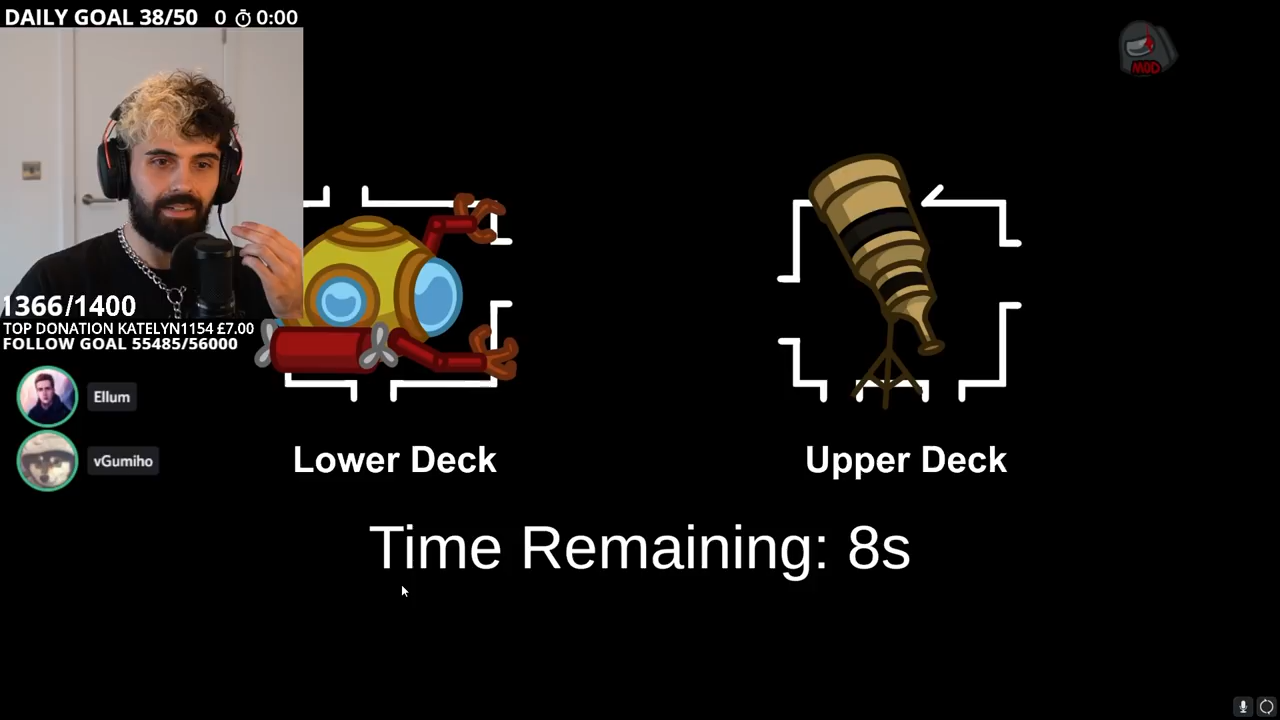 DAILY GOAL 38/50 0 0:00
MOD
1366/1400
TOP DONATION KATELYN1154 £7.00
FOLLOW GOAL 55485/56000
Ellum
vGumiho
Lower Deck
Upper Deck
Time Remaining: 8s